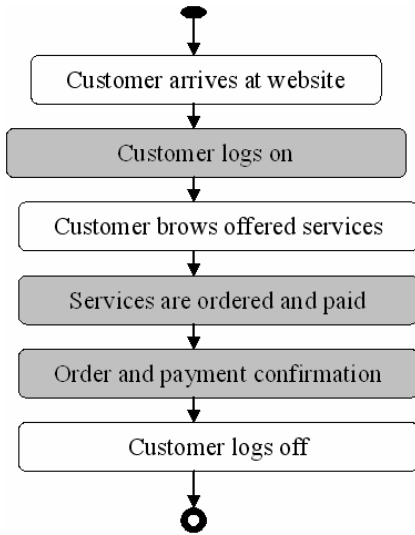 Customer arrives at website
Customer logs on
Customer brows offered services
Services are ordered and paid
Order and payment confirmation
Customer logs off